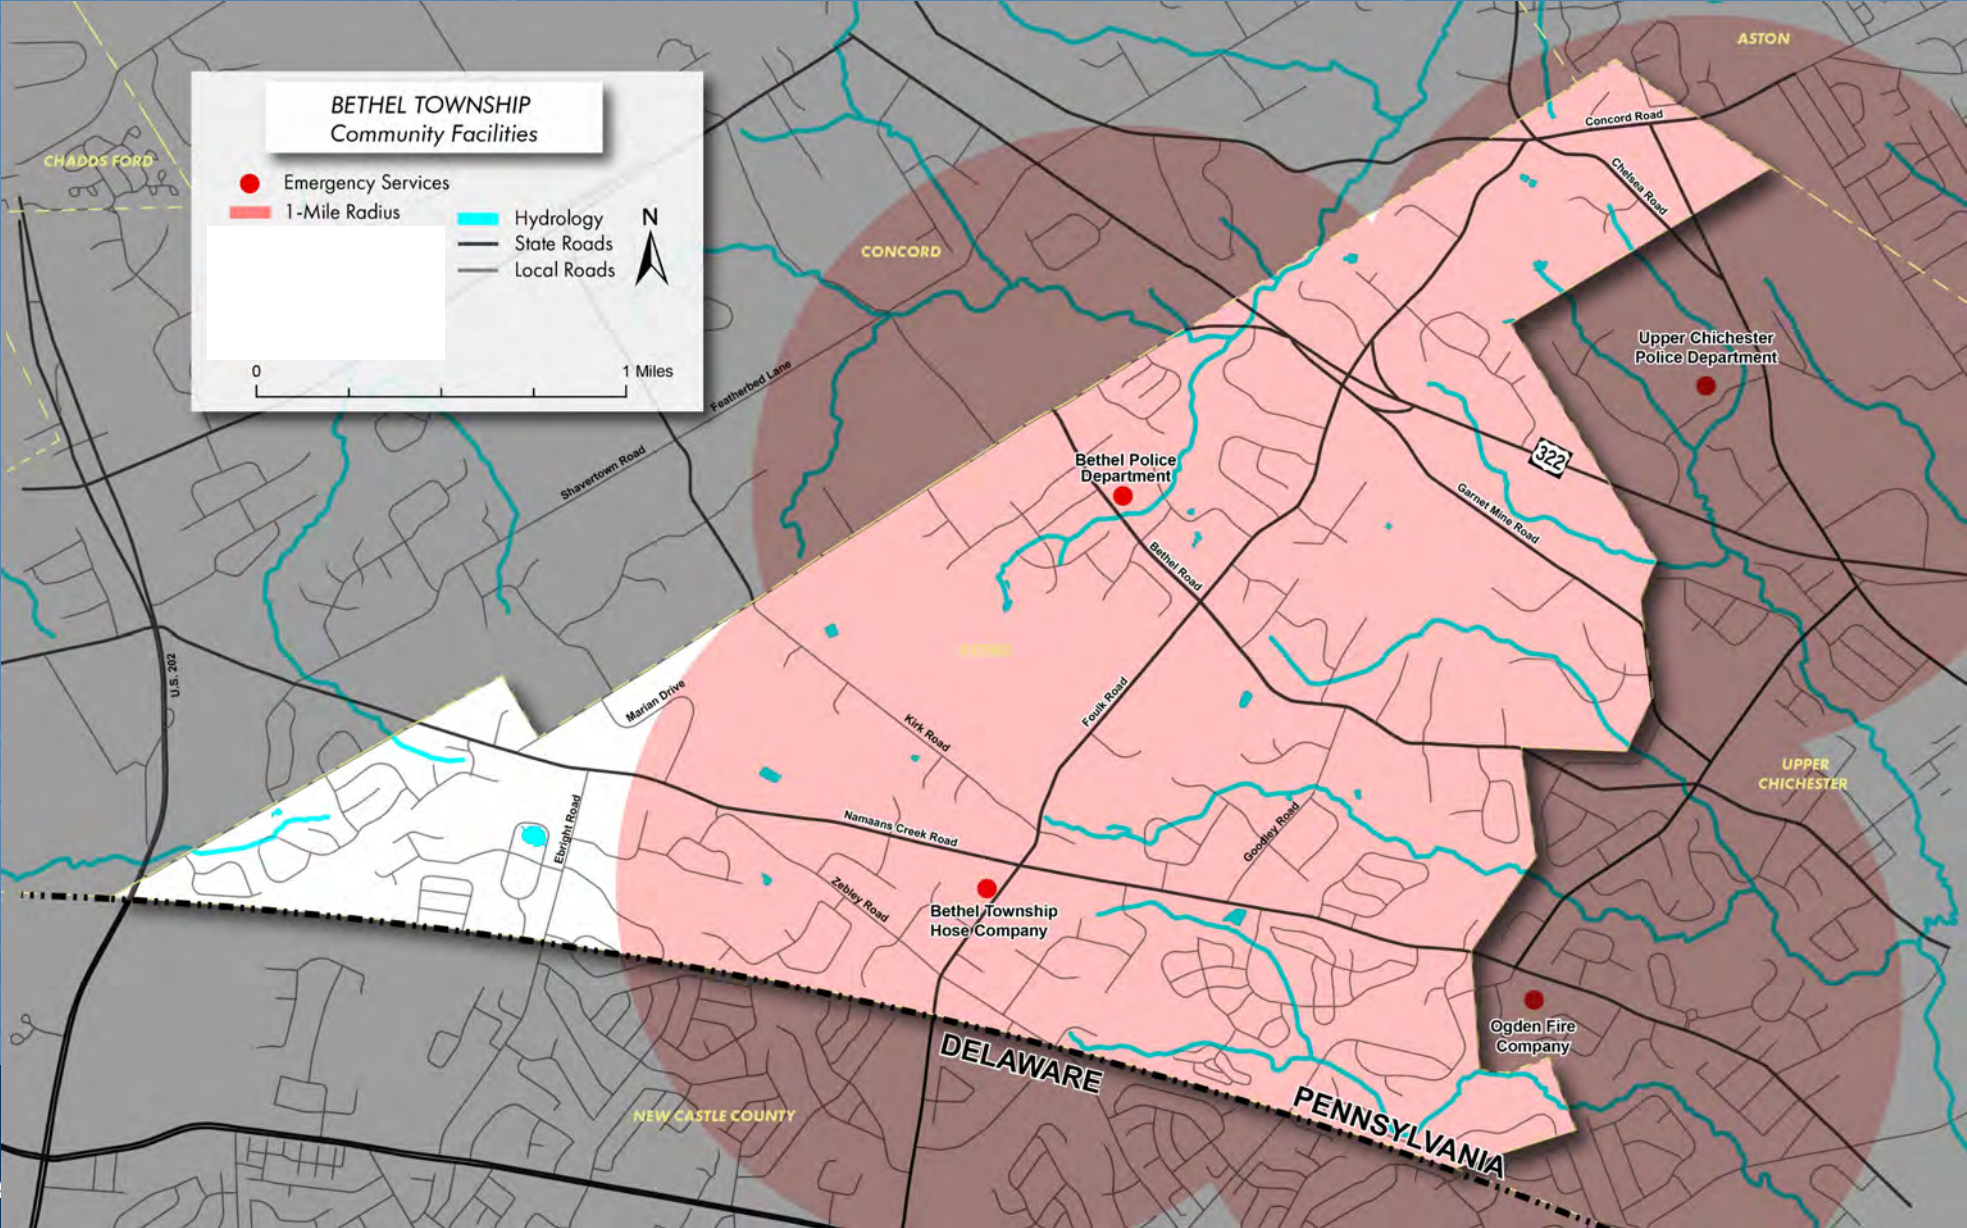 ASTON
BETHEL TOWNSHIP
Community Facilities
Emergency Services
1-Mile Radius
Hydrology
State Roads
Local Roads
N
0
1 Miles
CHADDS FORD
CONCORD
Concord Road
Chelsea Road
Upper Chichester
Police Department
Featherbed Lane
Shavertown Road
Bethel Police
Department
322
Garnet Mine Road
Bethel Road
BETHEL
U.S. 202
Marian Drive
Foulk Road
Kirk Road
UPPER
CHICHESTER
Namaans Creek Road
Ebright Road
Goodley Road
Zebley Road
Bethel Township
Hose Company
Ogden Fire
Company
DELAWARE
PENNSYLVANIA
NEW CASTLE COUNTY